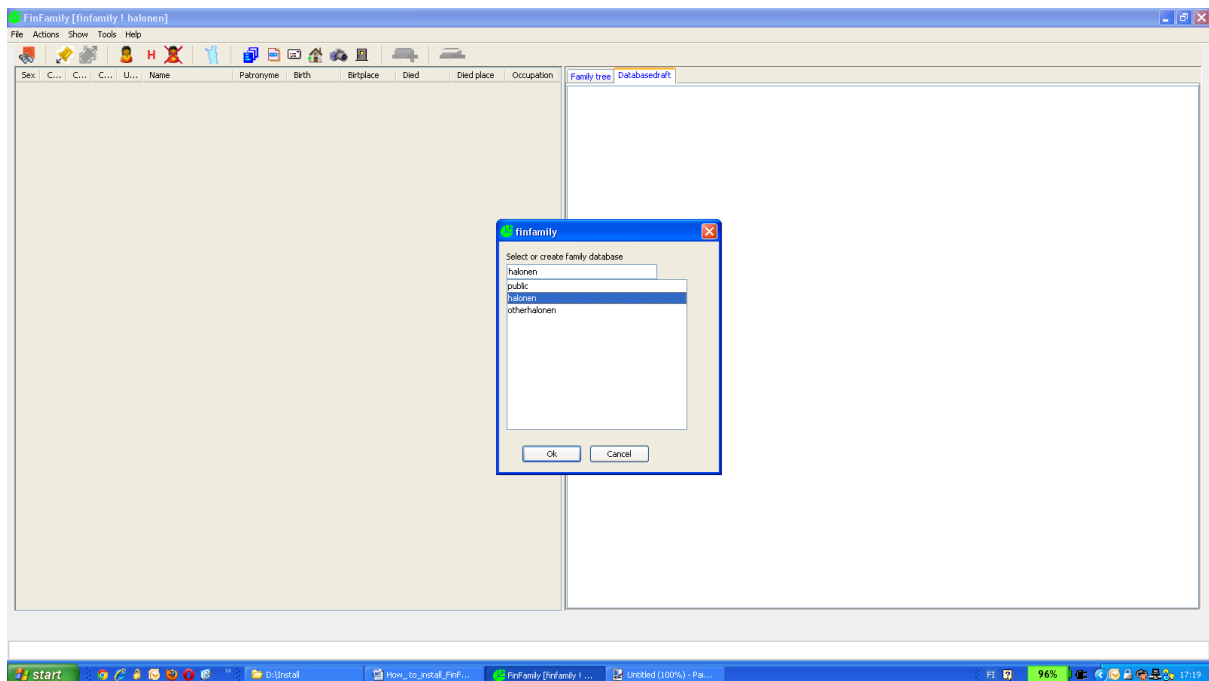 FinFamily [finfamily ! halonen]
File Actions Show Tools Help
H
Sex C... C... C... U... Name Patronyme Birth Birtplace Died Died place Occupation
Family tree Databasedraft
finfamily
Select or create family database
halonen
public
halonen
otherhalonen
Ok Cancel
start D:\Install How_to_install_FinF... FinFamily [finfamily ! ... Untitled (100%) - Pai... FI 96% 17:19